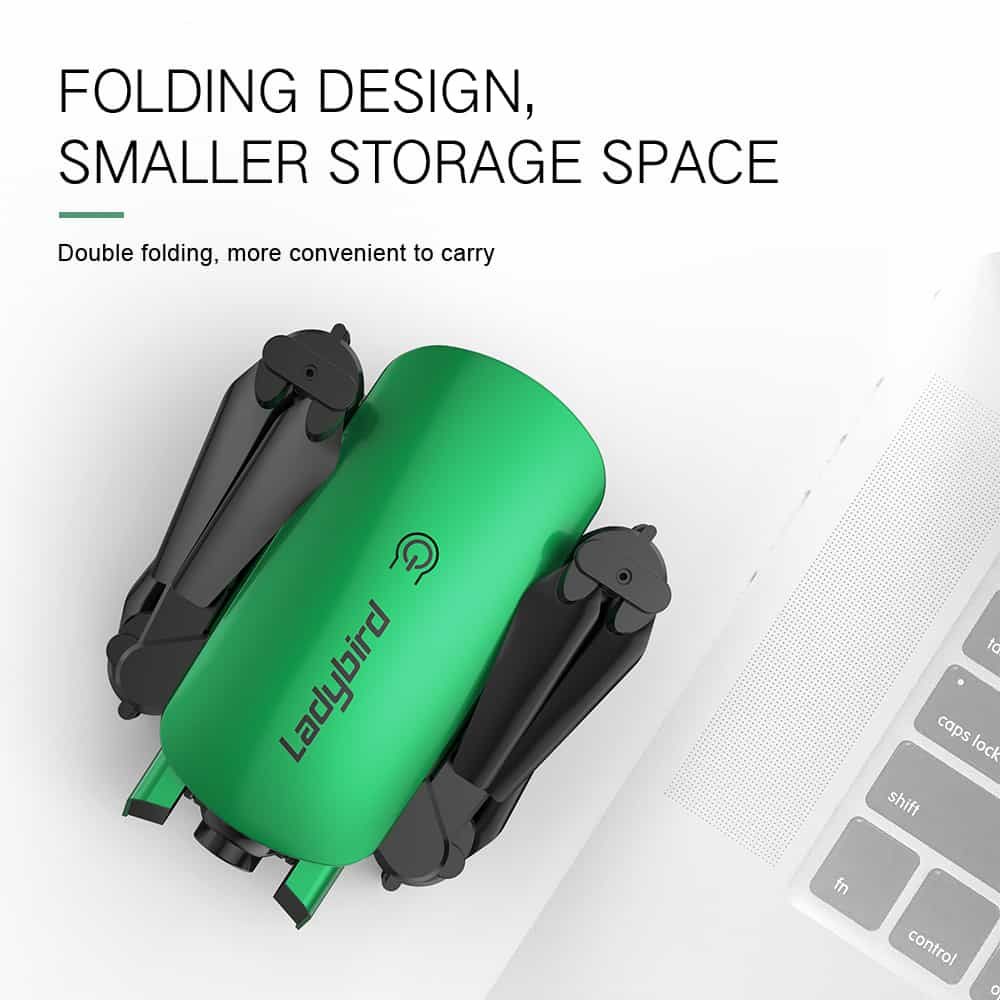 FOLDING DESIGN,
SMALLER STORAGE SPACE
Double folding, more convenient to carry
Ladybird
caps lock
shift
fn
control